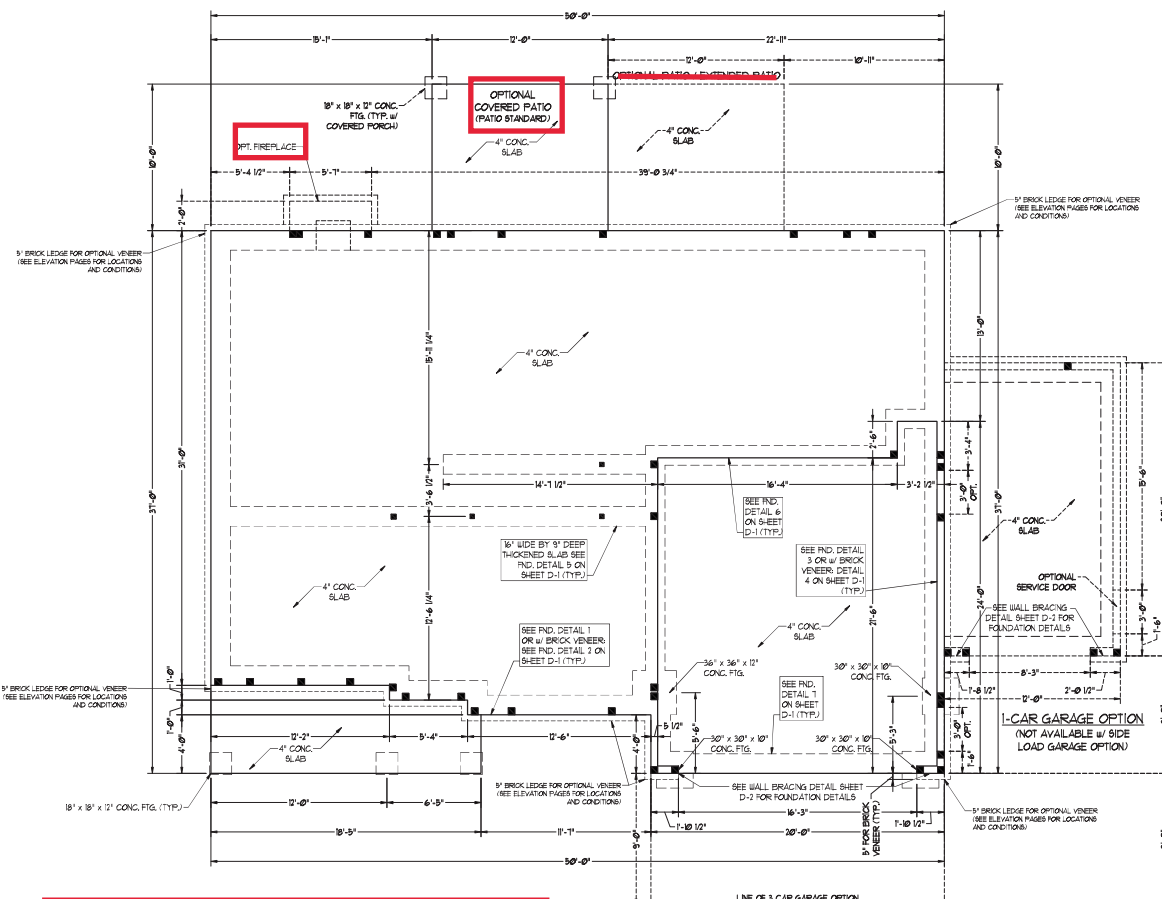 50'-0"
15'-1" 12'-0" 22'-11"
12'-0" 10'-11"
OPTIONAL PATIO / EXTENDED PATIO
18" x 18" x 12" CONC.
FTG. (TYP. w/
COVERED PORCH)
OPTIONAL
COVERED PATIO
(PATIO STANDARD)
4" CONC.
SLAB
4" CONC.
SLAB
OPT. FIREPLACE
10'-0"
10'-0"
5'-4 1/2" 5'-7" 39'-0 3/4"
2'-0"
5" BRICK LEDGE FOR OPTIONAL VENEER
(SEE ELEVATION PAGES FOR LOCATIONS
AND CONDITIONS)
5" BRICK LEDGE FOR OPTIONAL VENEER
(SEE ELEVATION PAGES FOR LOCATIONS
AND CONDITIONS)
13'-0"
15'-11 1/4"
4" CONC.
SLAB
2'-6"
3'-4"
15'-6"
14'-7 1/2" 16'-4" 3'-2 1/2"
3'-6 1/2"
3'-0"
OPT.
31'-0"
37'-0"
37'-0"
SEE FND.
DETAIL 6
ON SHEET
D-1 (TYP.)
4" CONC.
SLAB
16" WIDE BY 9" DEEP
THICKENED SLAB SEE
FND. DETAIL 5 ON
SHEET D-1 (TYP.)
SEE FND. DETAIL
3 OR w/ BRICK
VENEER: DETAIL
4 ON SHEET D-1
(TYP.)
OPTIONAL
SERVICE DOOR
4" CONC.
SLAB
12'-6 1/4"
21'-6"
24'-0"
SEE WALL BRACING
DETAIL SHEET D-2 FOR
FOUNDATION DETAILS
3'-0"
1'-6"
SEE FND. DETAIL 1
OR w/ BRICK VENEER:
SEE FND. DETAIL 2 ON
SHEET D-1 (TYP.)
4" CONC.
SLAB
36" x 36" x 12"
CONC. FTG.
30" x 30" x 10"
CONC. FTG.
8'-3"
1'-8 1/2" 2'-0 1/2"
12'-0"
1'-0"
5" BRICK LEDGE FOR OPTIONAL VENEER
(SEE ELEVATION PAGES FOR LOCATIONS
AND CONDITIONS)
SEE FND.
DETAIL 7
ON SHEET
D-1 (TYP.)
1-CAR GARAGE OPTION
(NOT AVAILABLE w/ SIDE
LOAD GARAGE OPTION)
1'-0"
4'-0"
12'-2" 5'-4" 12'-6"
4'-0"
5 1/2"
5'-6"
5'-3"
3'-0"
OPT.
1'-6"
4" CONC.
SLAB
30" x 30" x 10"
CONC. FTG.
30" x 30" x 10"
CONC. FTG.
5" BRICK LEDGE FOR OPTIONAL VENEER
(SEE ELEVATION PAGES FOR LOCATIONS
AND CONDITIONS)
SEE WALL BRACING DETAIL SHEET
D-2 FOR FOUNDATION DETAILS
18" x 18" x 12" CONC. FTG. (TYP.)
12'-0" 6'-5"
16'-3"
1'-10 1/2" 1'-10 1/2"
5" FOR BRICK
VENEER (TYP.)
5" BRICK LEDGE FOR OPTIONAL VENEER
(SEE ELEVATION PAGES FOR LOCATIONS
AND CONDITIONS)
18'-5" 11'-7" 20'-0"
9'-0"
50'-0"
LINE OF 3 CAR GARAGE OPTION